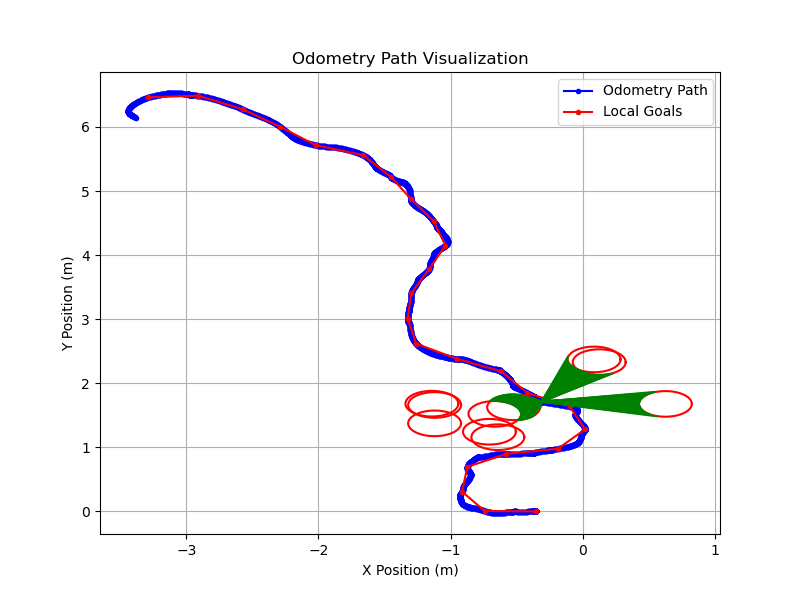 Odometry Path Visualization
Odometry Path
Local Goals
Y Position (m)
6
5
4
3
2
1
0
−3
−2
−1
0
1
X Position (m)